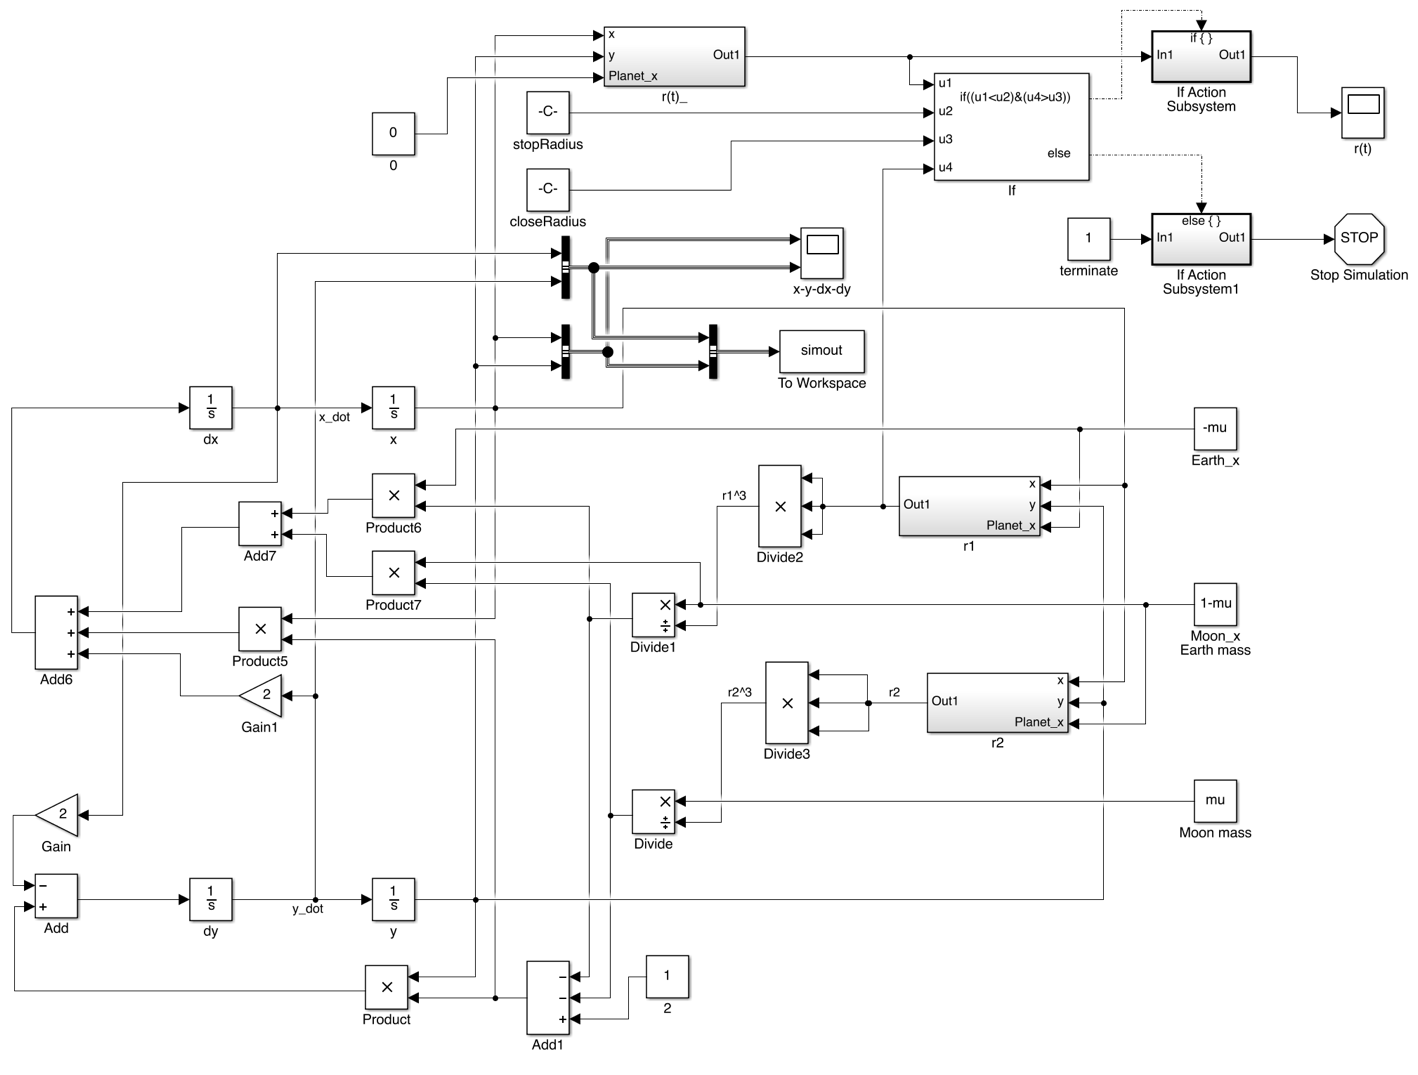 x
y
Planet_x
Out1
r(t)_
0
0
-C-
stopRadius
-C-
closeRadius
u1
u2
u3
u4
if((u1<u2)&(u4>u3))
else
If
if { }
In1
Out1
If Action
Subsystem
r(t)
1
terminate
else { }
In1
Out1
If Action
Subsystem1
STOP
Stop Simulation
x-y-dx-dy
simout
To Workspace
1
s
dx
x_dot
1
s
x
-mu
Earth_x
×
Product6
r1^3
×
Divide2
Out1
x
y
Planet_x
r1
+
+
Add7
×
Product7
+
+
+
Add6
×
Product5
×
÷
Divide1
1-mu
Moon_x
Earth mass
2
Gain1
r2^3
×
Divide3
r2
Out1
x
y
Planet_x
r2
2
Gain
×
÷
Divide
mu
Moon mass
−
+
Add
1
s
dy
y_dot
1
s
y
×
Product
−
−
+
Add1
1
2